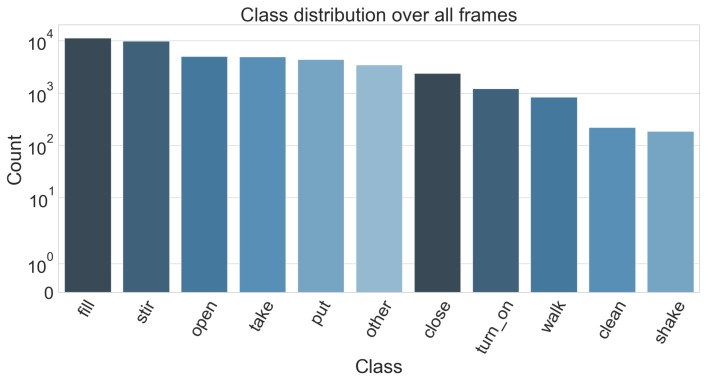 Class distribution over all frames
Count
10^4
10^3
10^2
10^1
10^0
0
fill
stir
open
take
put
other
close
turn_on
walk
clean
shake
Class